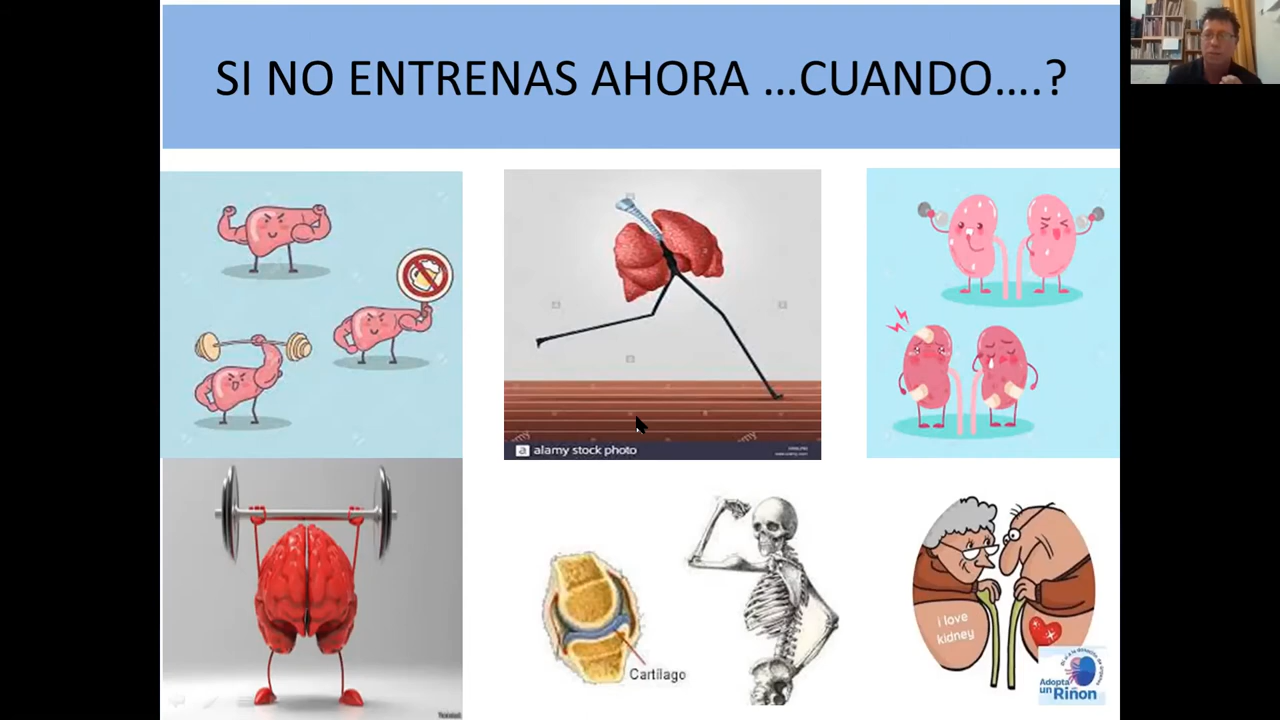 SI NO ENTRENAS AHORA ...CUANDO....?
a alamy stock photo
Cartílago
i love
kidney
Adopta
un Riñon